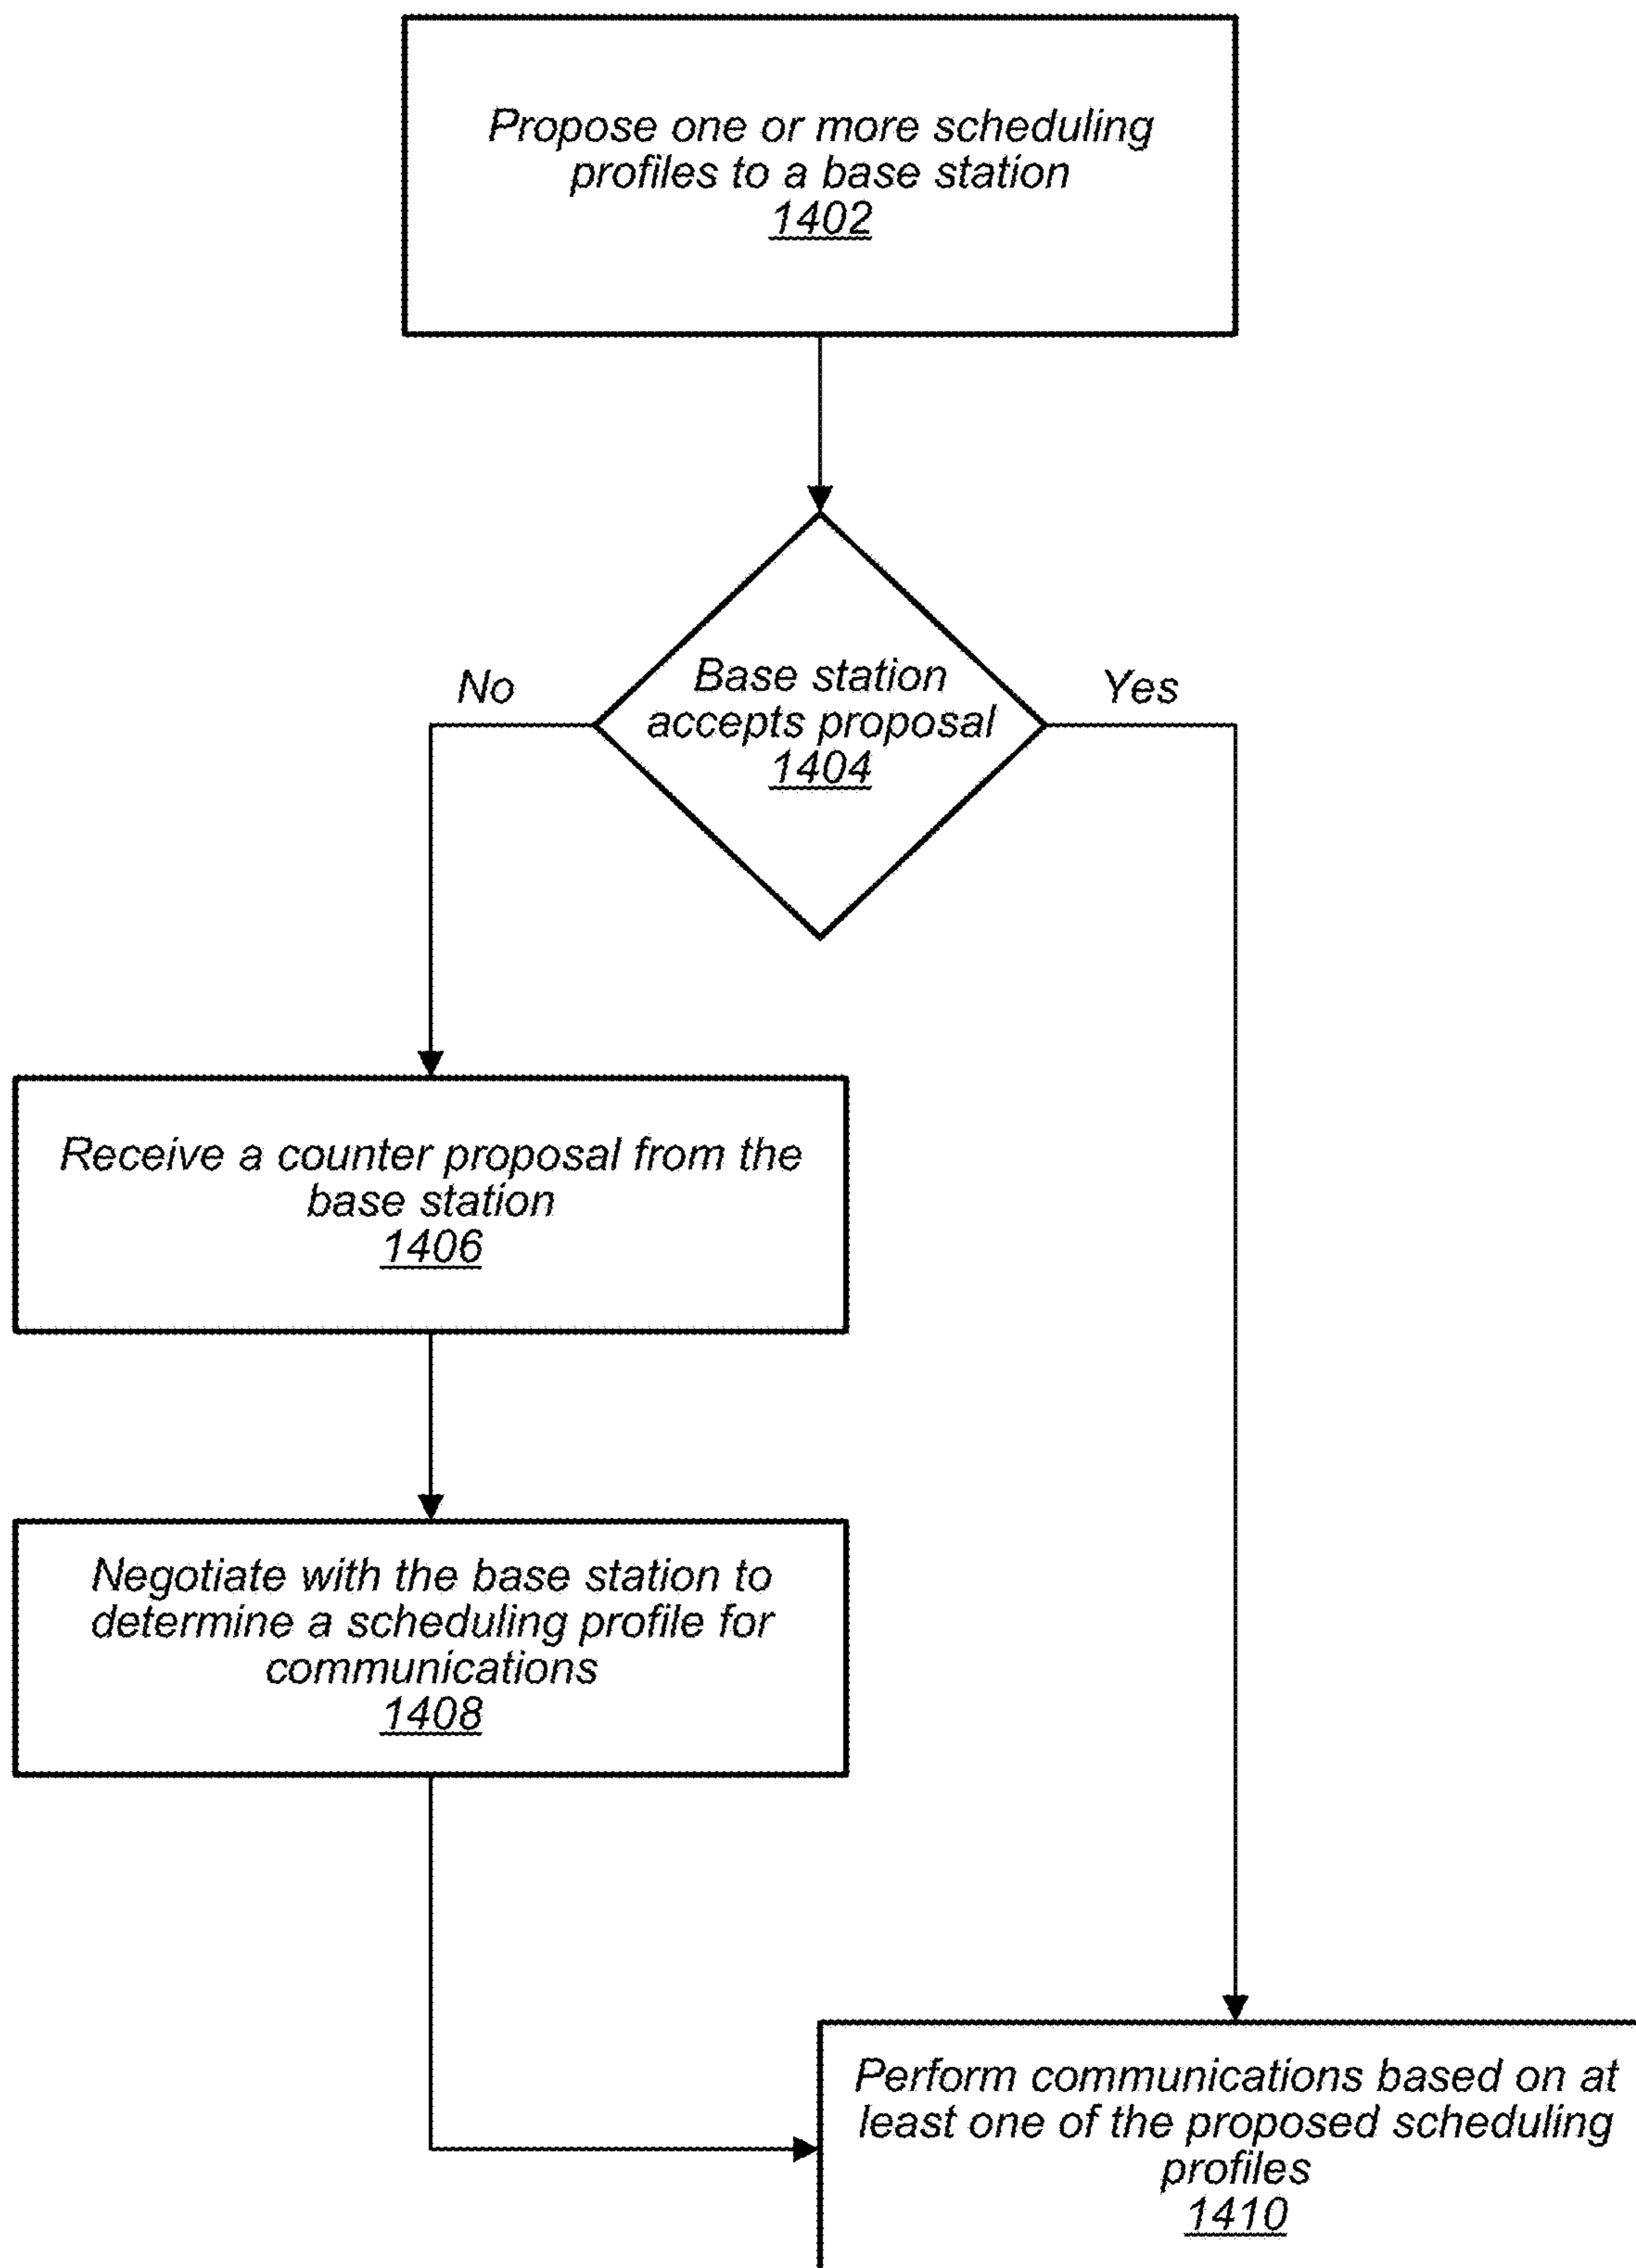 Propose one or more scheduling
profiles to a base station
1402
No
Base station
accepts proposal
1404
Yes
Receive a counter proposal from the
base station
1406
Negotiate with the base station to
determine a scheduling profile for
communications
1408
Perform communications based on at
least one of the proposed scheduling
profiles
1410